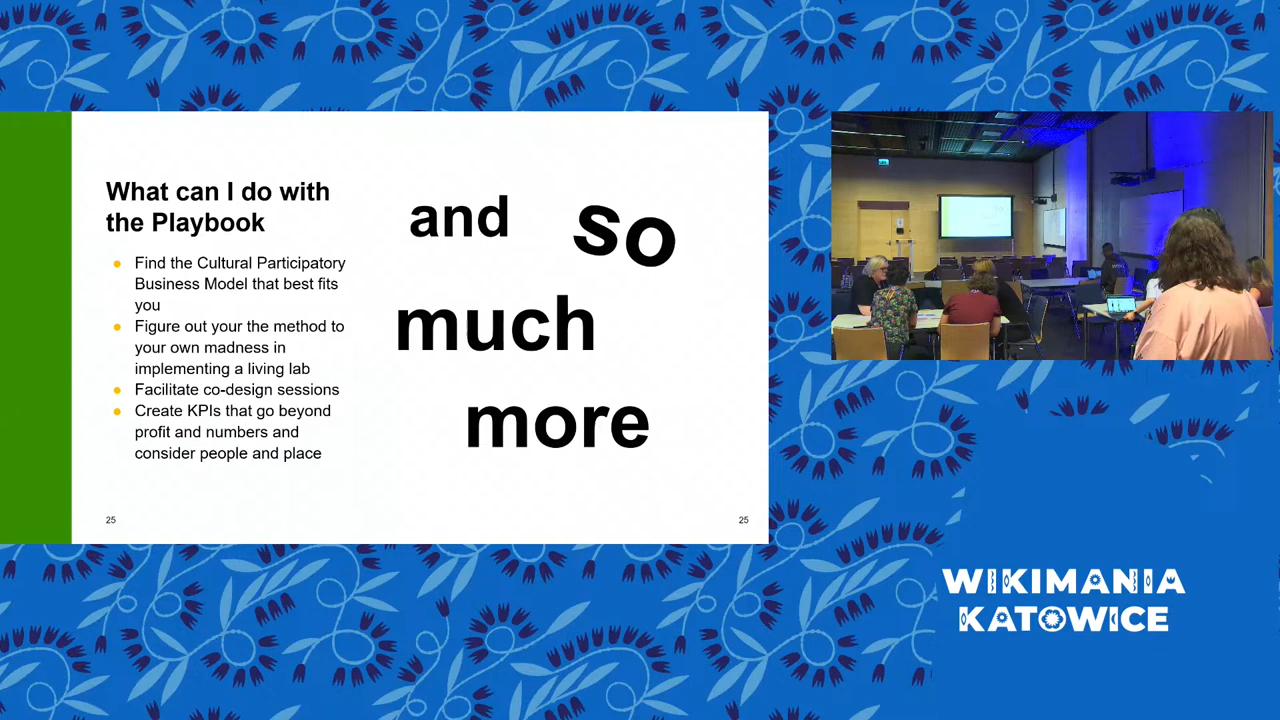 What can I do with
the Playbook
● Find the Cultural Participatory
Business Model that best fits
you
● Figure out your the method to
your own madness in
implementing a living lab
● Facilitate co-design sessions
● Create KPIs that go beyond
profit and numbers and
consider people and place
and so
much
more
25
25
WIKIMANIA
KATOWICE